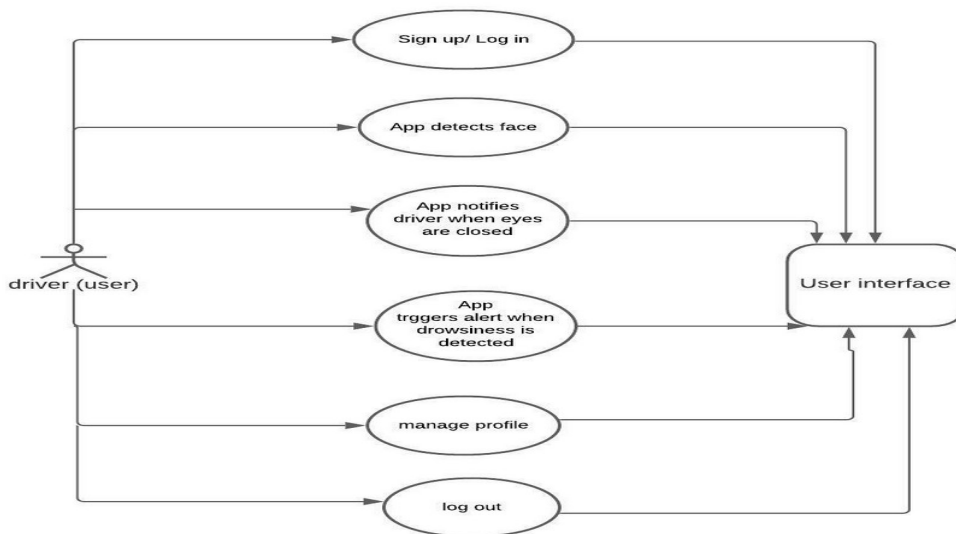 Sign up/ Log in
App detects face
App notifies
driver when eyes
are closed
driver (user)
User interface
App
trggers alert when
drowsiness is
detected
manage profile
log out